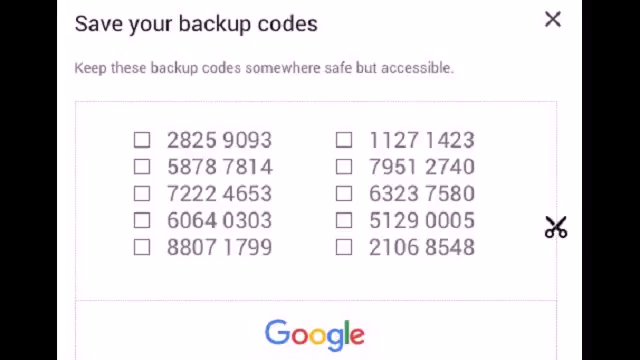 Save your backup codes
Keep these backup codes somewhere safe but accessible.
2825 9093 1127 1423
5878 7814 7951 2740
7222 4653 6323 7580
6064 0303 5129 0005
8807 1799 2106 8548
Google